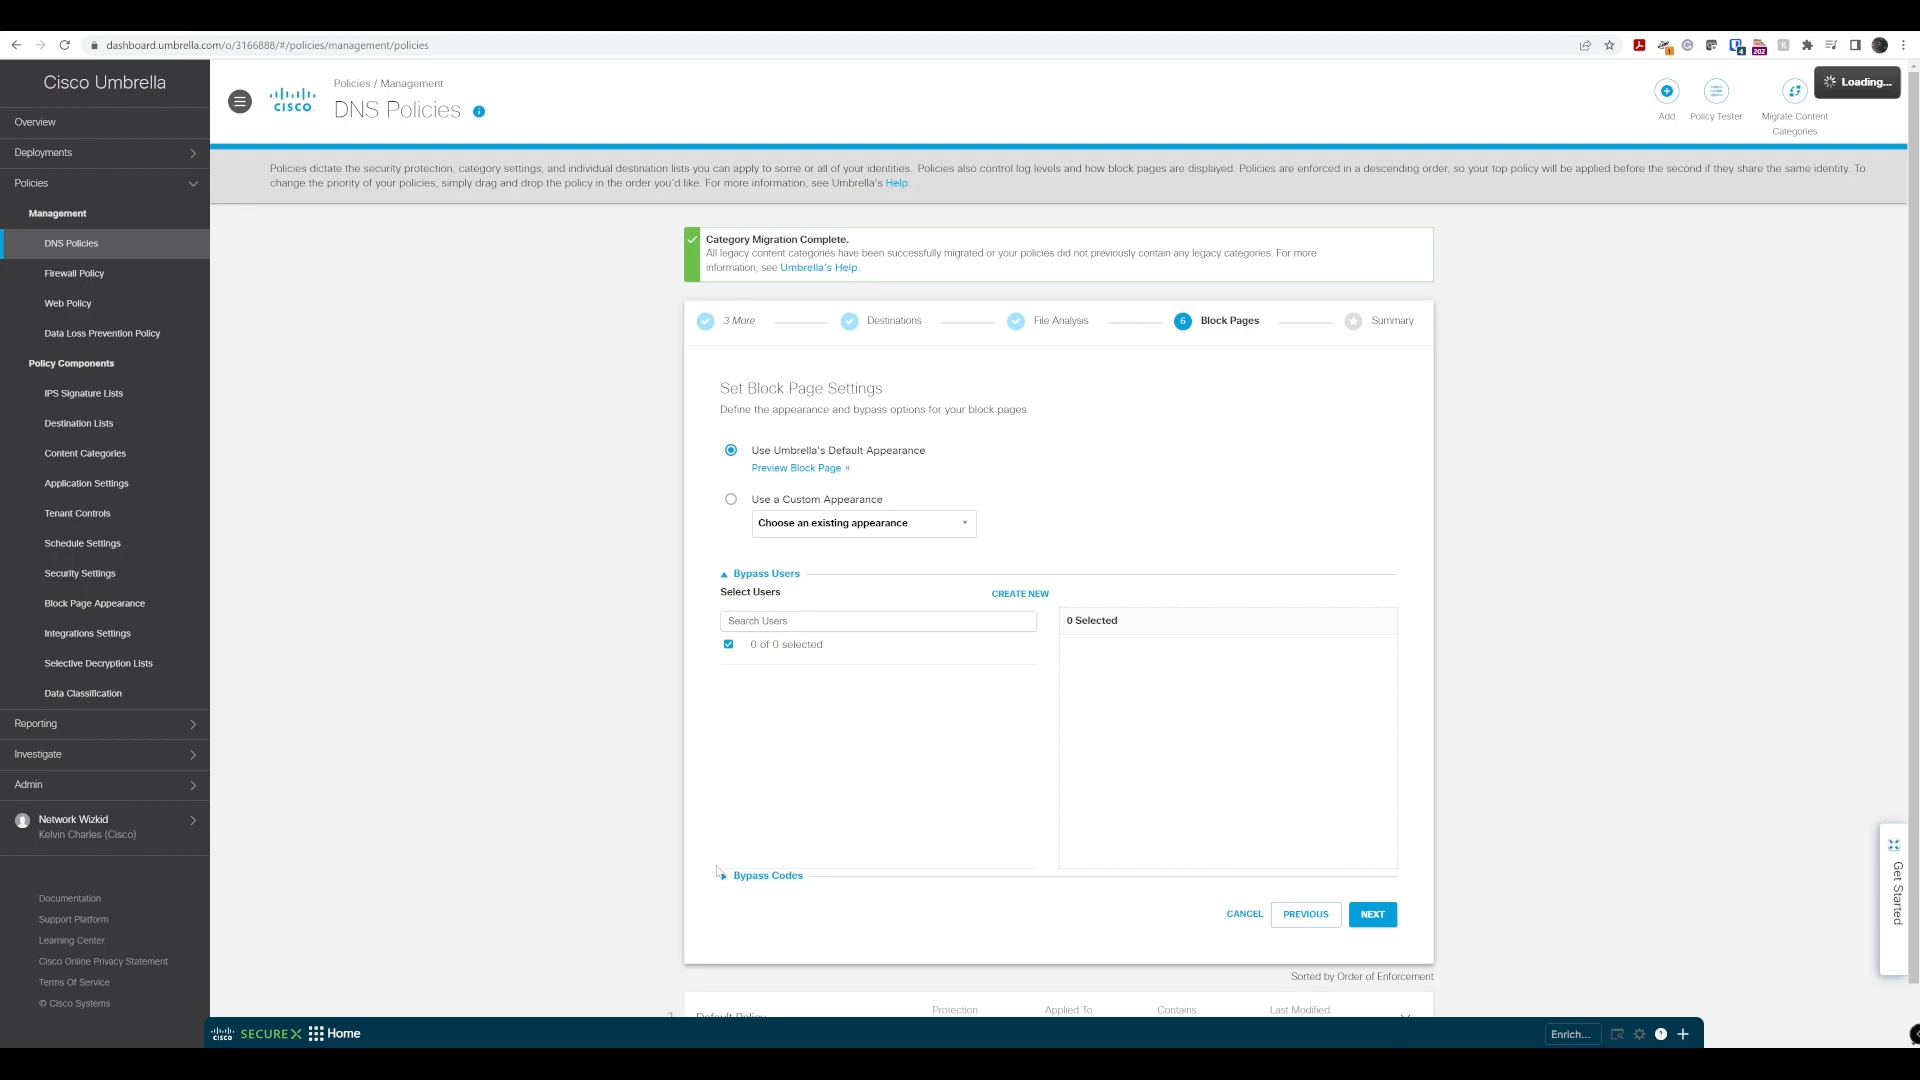 dashboard.umbrella.com/o/3166888/#/policies/management/policies
1
4
202
Cisco Umbrella
Overview
Deployments
Policies
Management
DNS Policies
Firewall Policy
Web Policy
Data Loss Prevention Policy
Policy Components
IPS Signature Lists
Destination Lists
Content Categories
Application Settings
Tenant Controls
Schedule Settings
Security Settings
Block Page Appearance
Integrations Settings
Selective Decryption Lists
Data Classification
Reporting
Investigate
Admin
Network Wizkid
Kelvin Charles (Cisco)
Documentation
Support Platform
Learning Center
Cisco Online Privacy Statement
Terms Of Service
© Cisco Systems
CISCO
Policies / Management
DNS Policies
Add
Policy Tester
Migrate Content
Categories
Loading...
Policies dictate the security protection, category settings, and individual destination lists you can apply to some or all of your identities. Policies also control log levels and how block pages are displayed. Policies are enforced in a descending order, so your top policy will be applied before the second if they share the same identity. To
change the priority of your policies, simply drag and drop the policy in the order you'd like. For more information, see Umbrella's Help.
Category Migration Complete.
All legacy content categories have been successfully migrated or your policies did not previously contain any legacy categories. For more
information, see Umbrella's Help.
3 More
Destinations
File Analysis
6 Block Pages
Summary
Set Block Page Settings
Define the appearance and bypass options for your block pages.
Use Umbrella's Default Appearance
Preview Block Page »
Use a Custom Appearance
Choose an existing appearance
Bypass Users
Select Users
CREATE NEW
Search Users
0 of 0 selected
0 Selected
Bypass Codes
CANCEL
PREVIOUS
NEXT
Sorted by Order of Enforcement
1
Default Policy
Protection
Applied To
Contains
Last Modified
Get Started
CISCO
SECUREX
Home
Enrich...